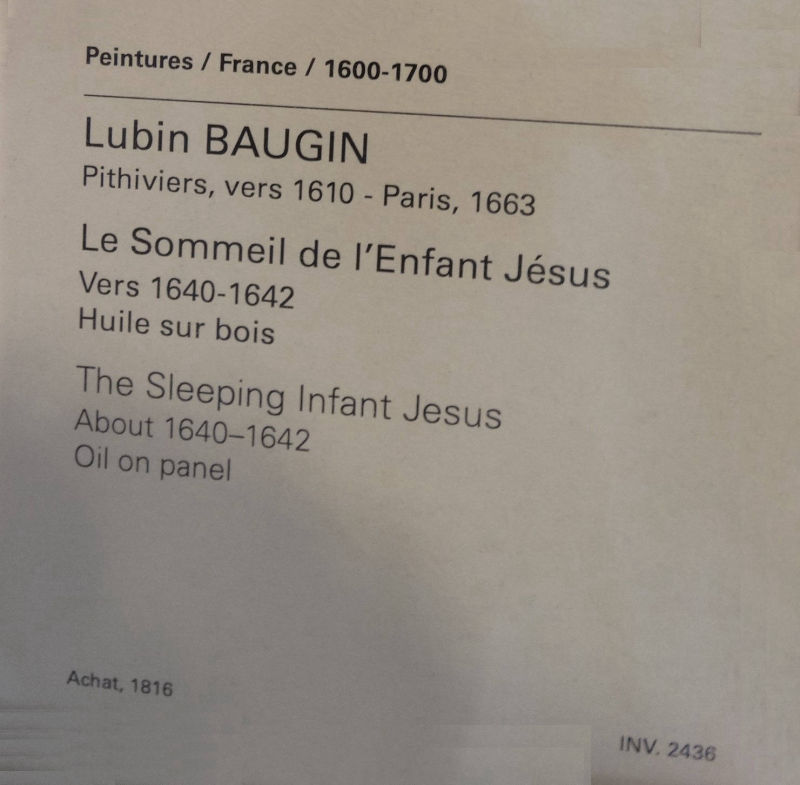 Peintures / France / 1600-1700
Lubin BAUGIN
Pithiviers, vers 1610 - Paris, 1663
Le Sommeil de l'Enfant Jésus
Vers 1640-1642
Huile sur bois
The Sleeping Infant Jesus
About 1640–1642
Oil on panel
Achat, 1816
INV. 2436